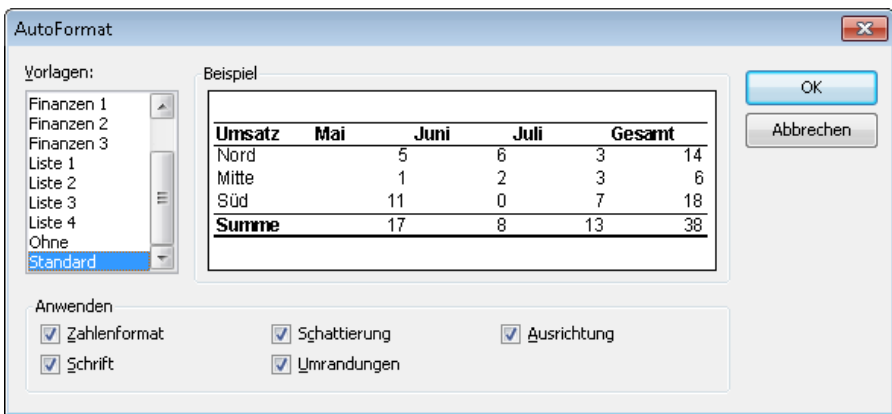 AutoFormat
Vorlagen:
Finanzen 1
Finanzen 2
Finanzen 3
Liste 1
Liste 2
Liste 3
Liste 4
Ohne
Standard
Beispiel
Umsatz Mai Juni Juli Gesamt
Nord 5 6 3 14
Mitte 1 2 3 6
Süd 11 0 7 18
Summe 17 8 13 38
OK
Abbrechen
Anwenden
Zahlenformat Schattierung Ausrichtung
Schrift Umrandungen